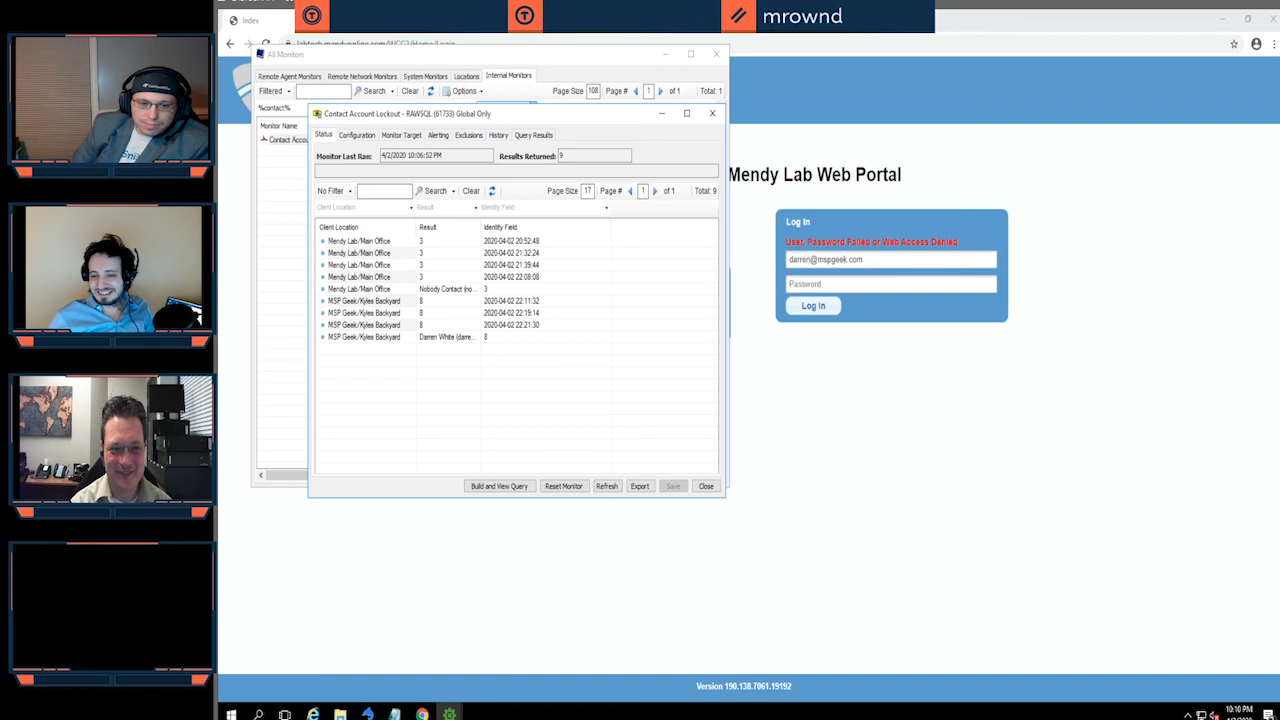 mrownd
Index
All Monitors
Remote Agent Monitors Remote Network Monitors System Monitors Locations Internal Monitors
Filtered Search Clear Options Page Size 108 Page # 1 of 1 Total: 1
%contact%
Monitor Name
Contact Accou
Contact Account Lockout - RAWSQL (61733) Global Only
Status Configuration Monitor Target Alerting Exclusions History Query Results
Monitor Last Ran: 4/2/2020 10:06:52 PM Results Returned: 9
No Filter Search Clear Page Size 17 Page # 1 of 1 Total: 9
Client Location Result Identity Field
Client Location Result Identity Field
Mendy Lab/Main Office 3 2020-04-02 20:52:48
Mendy Lab/Main Office 3 2020-04-02 21:32:24
Mendy Lab/Main Office 3 2020-04-02 21:39:44
Mendy Lab/Main Office 3 2020-04-02 22:08:08
Mendy Lab/Main Office Nobody Contact (no... 3
MSP Geek/Kyles Backyard 8 2020-04-02 22:11:32
MSP Geek/Kyles Backyard 8 2020-04-02 22:19:14
MSP Geek/Kyles Backyard 8 2020-04-02 22:21:30
MSP Geek/Kyles Backyard Darren White (darre... 8
Build and View Query Reset Monitor Refresh Export Save Close
Mendy Lab Web Portal
Log In
User, Password Failed or Web Access Denied
darren@mspgeek.com
Password
Log In
Version 190.138.7061.19192
10:10 PM